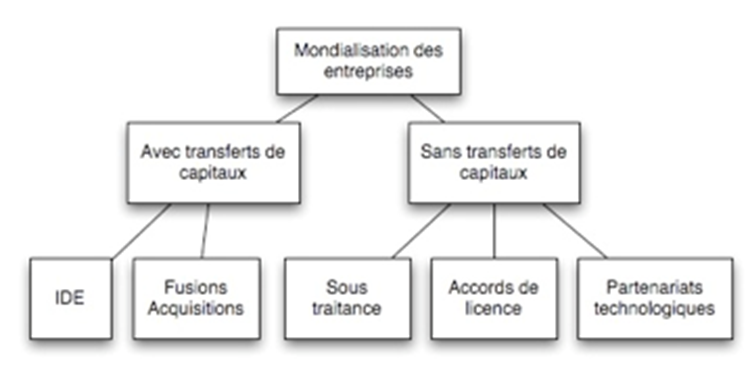 Mondialisation des
entreprises
Avec transferts de
capitaux
Sans transferts de
capitaux
IDE
Fusions
Acquisitions
Sous
traitance
Accords de
licence
Partenariats
technologiques